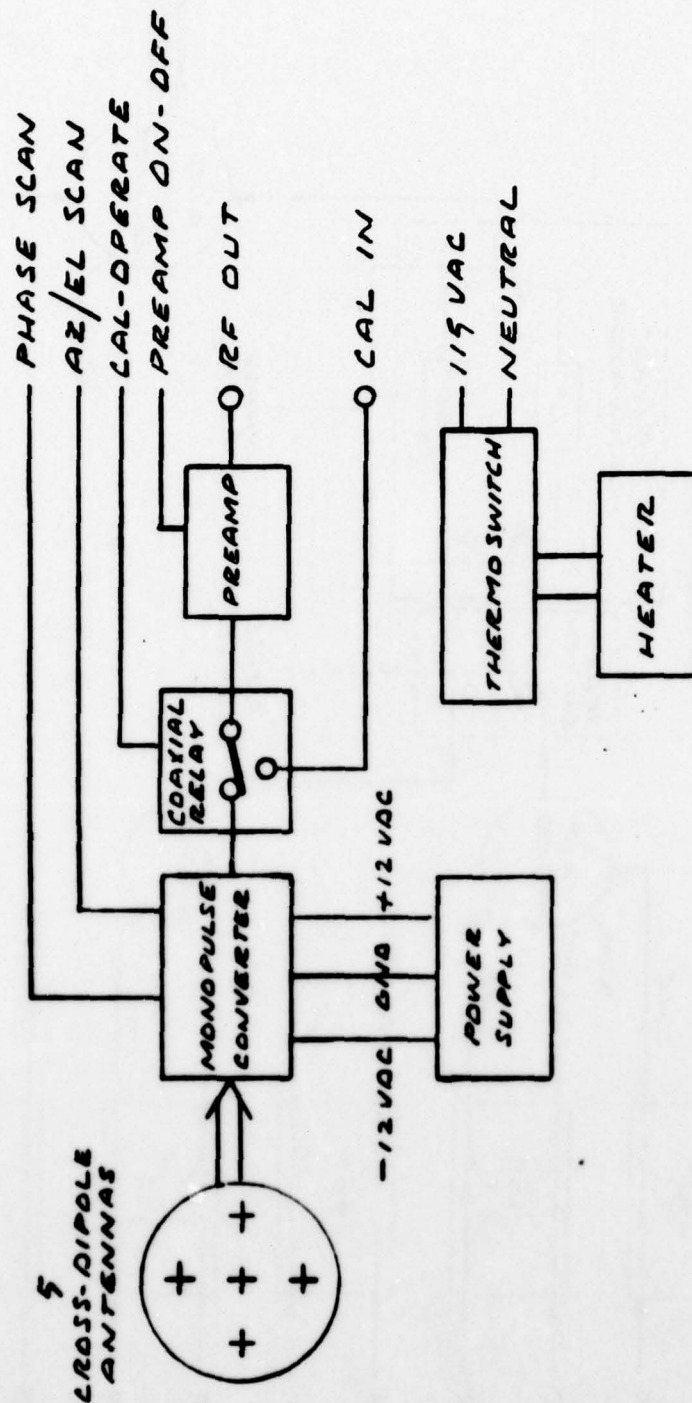 5
CROSS-DIPOLE
ANTENNAS
MONOPULSE
CONVERTER
COAXIAL
RELAY
PREAMP
PHASE SCAN
AZ/EL SCAN
CAL-OPERATE
PREAMP ON-OFF
RF OUT
CAL IN
-12 VDC
GND
+12 VDC
POWER
SUPPLY
THERMOSWITCH
115 VAC
NEUTRAL
HEATER